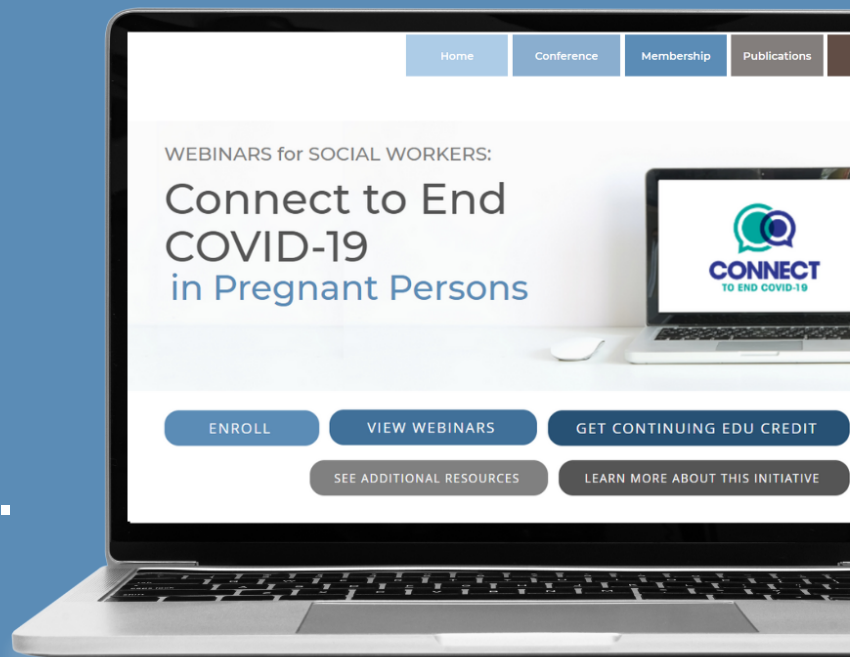 Home
Conference
Membership
Publications
WEBINARS for SOCIAL WORKERS:
Connect to End
COVID-19
in Pregnant Persons
CONNECT
TO END COVID-19
ENROLL
VIEW WEBINARS
GET CONTINUING EDU CREDIT
SEE ADDITIONAL RESOURCES
LEARN MORE ABOUT THIS INITIATIVE